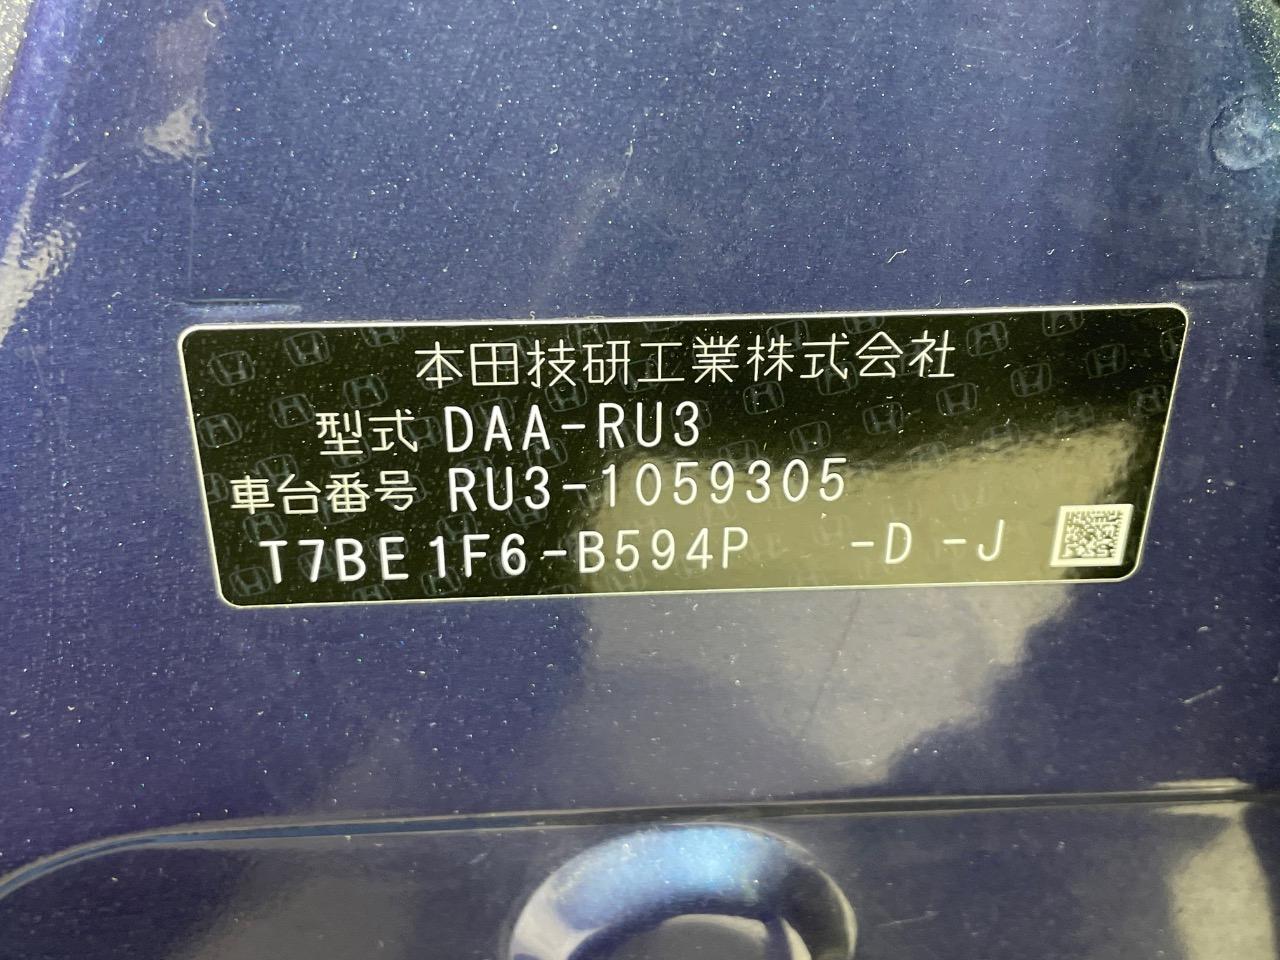 本田技研工業株式会社
型式 DAA-RU3
車台番号 RU3-1059305
T7BE1F6-B594P -D -J